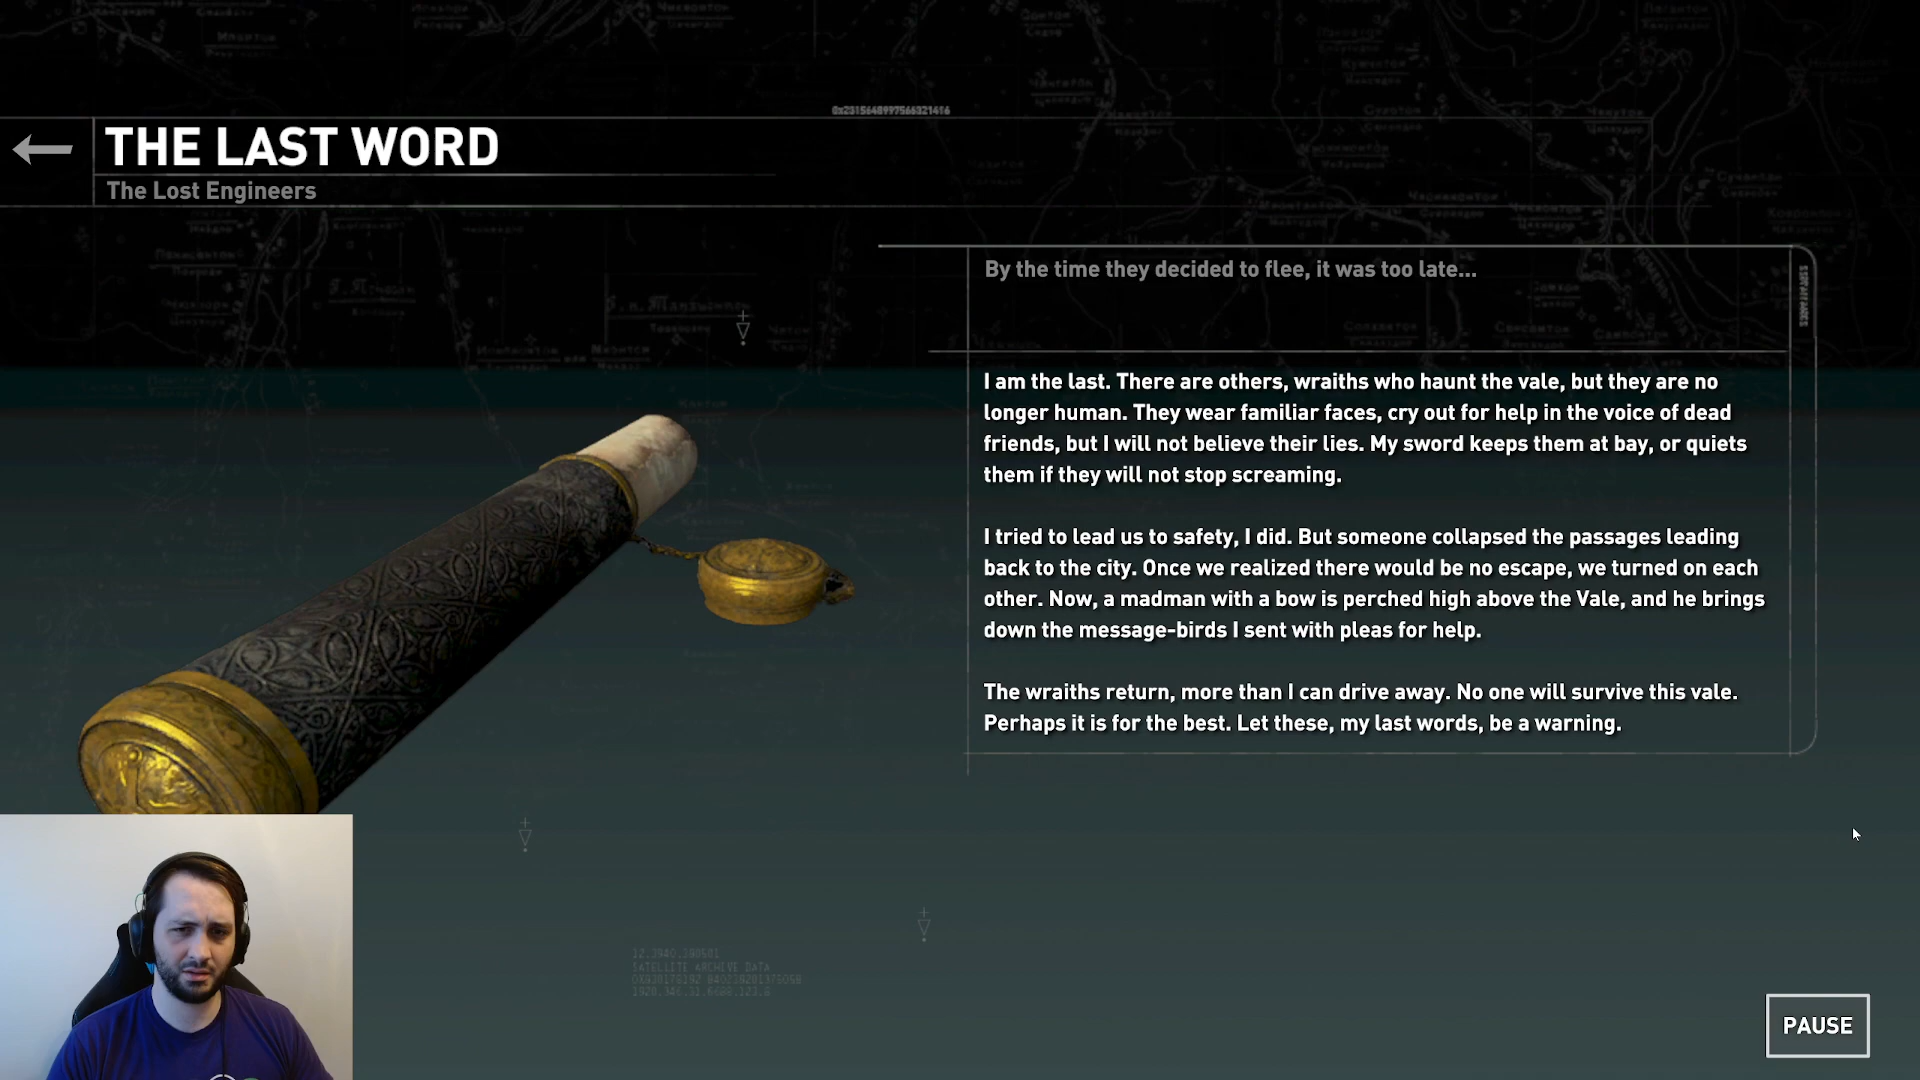 0x2315648997566321416
THE LAST WORD
The Lost Engineers
By the time they decided to flee, it was too late...
I am the last. There are others, wraiths who haunt the vale, but they are no
longer human. They wear familiar faces, cry out for help in the voice of dead
friends, but I will not believe their lies. My sword keeps them at bay, or quiets
them if they will not stop screaming.
I tried to lead us to safety, I did. But someone collapsed the passages leading
back to the city. Once we realized there would be no escape, we turned on each
other. Now, a madman with a bow is perched high above the Vale, and he brings
down the message-birds I sent with pleas for help.
The wraiths return, more than I can drive away. No one will survive this vale.
Perhaps it is for the best. Let these, my last words, be a warning.
SATELLITE ARCHIVE DATA
PAUSE